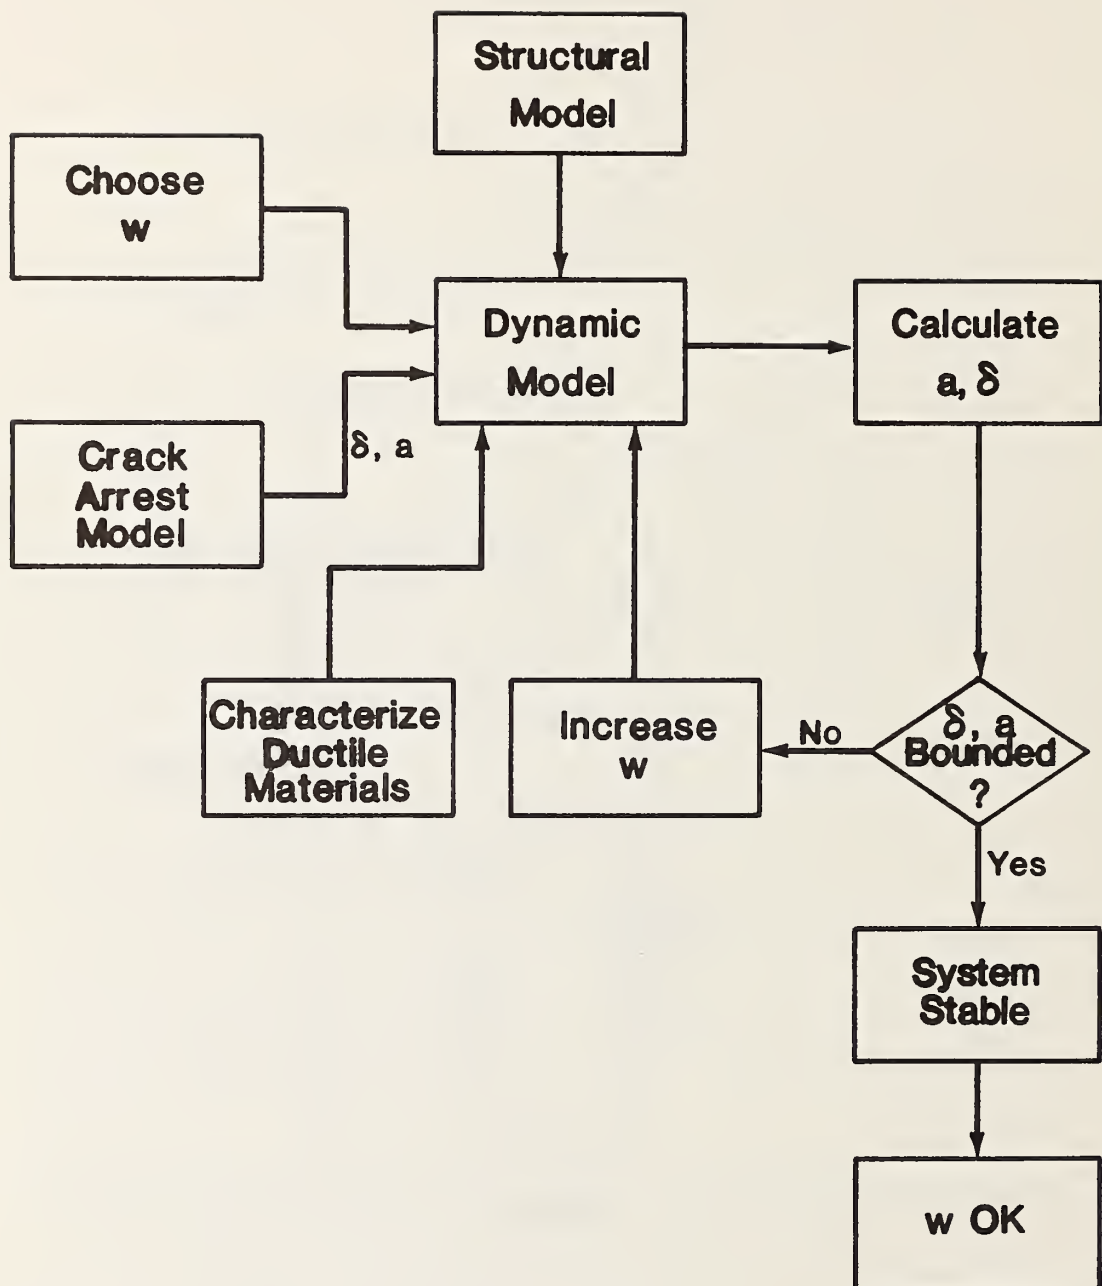 Structural
Model
Choose
w
Dynamic
Model
Calculate
a, δ
Crack
Arrest
Model
δ, a
Characterize
Ductile
Materials
Increase
w
No
δ, a
Bounded
?
Yes
System
Stable
w OK